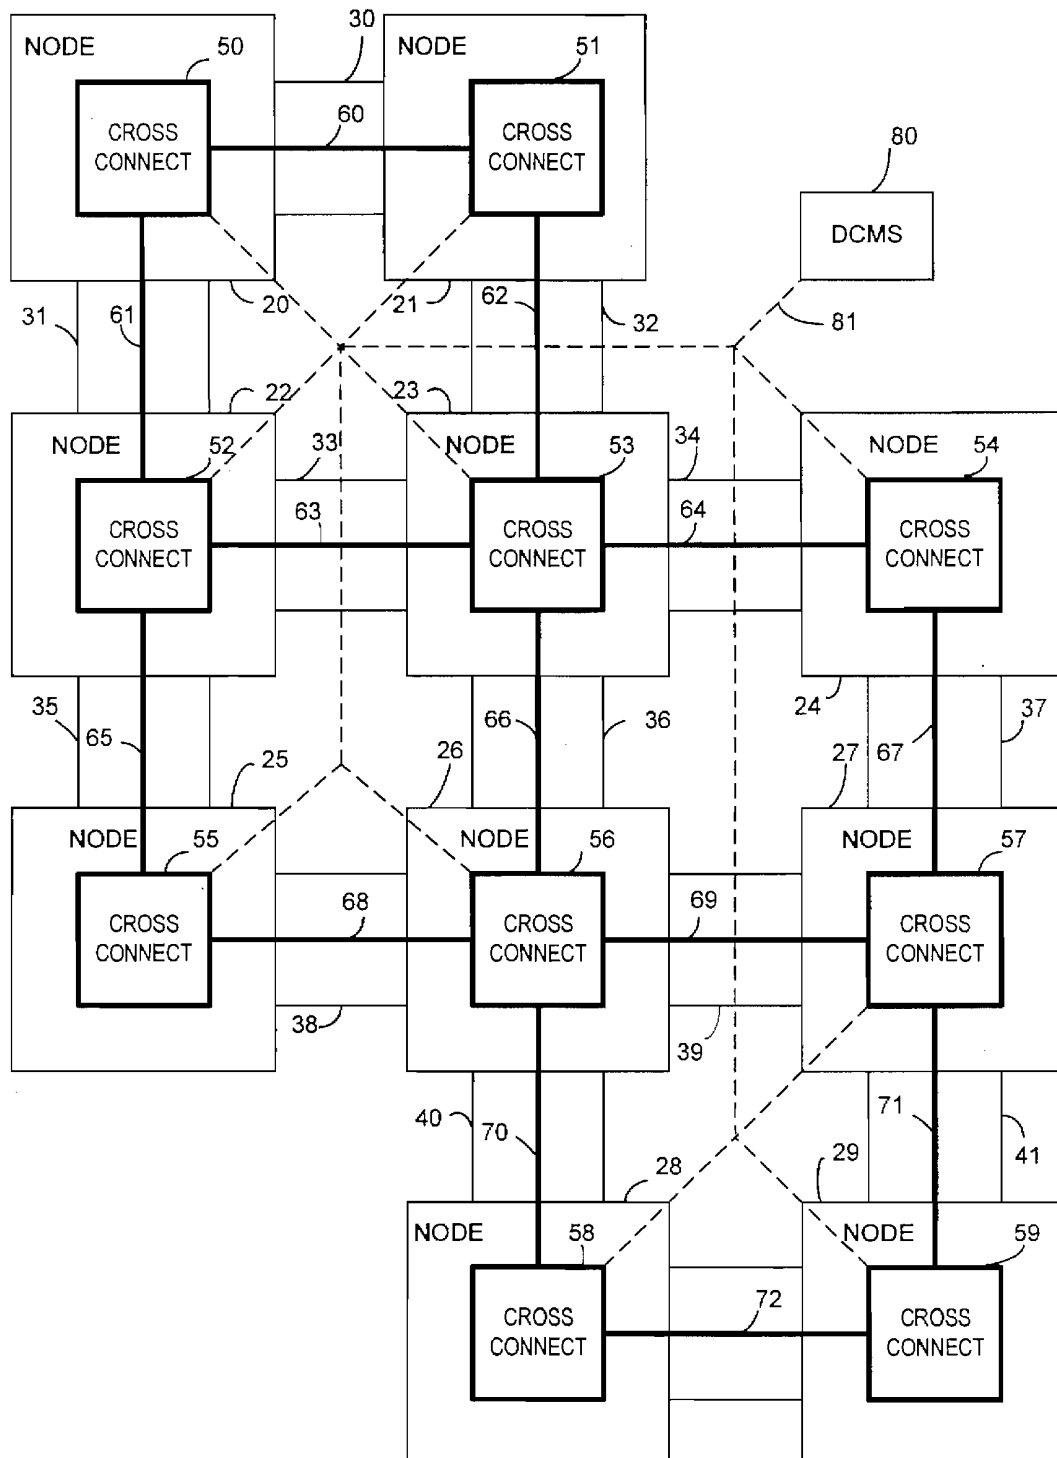 30
NODE 50
51
NODE
CROSS
CONNECT
60
CROSS
CONNECT
80
DCMS
31
61
20
21
62
32
81
22
23
NODE
52
33
NODE
53
34
NODE
54
CROSS
CONNECT
63
CROSS
CONNECT
64
CROSS
CONNECT
35
65
66
36
24
67
37
25
26
27
NODE
55
NODE
56
NODE
57
CROSS
CONNECT
68
CROSS
CONNECT
69
CROSS
CONNECT
38
39
40
70
71
41
28
29
NODE
58
NODE
59
CROSS
CONNECT
72
CROSS
CONNECT